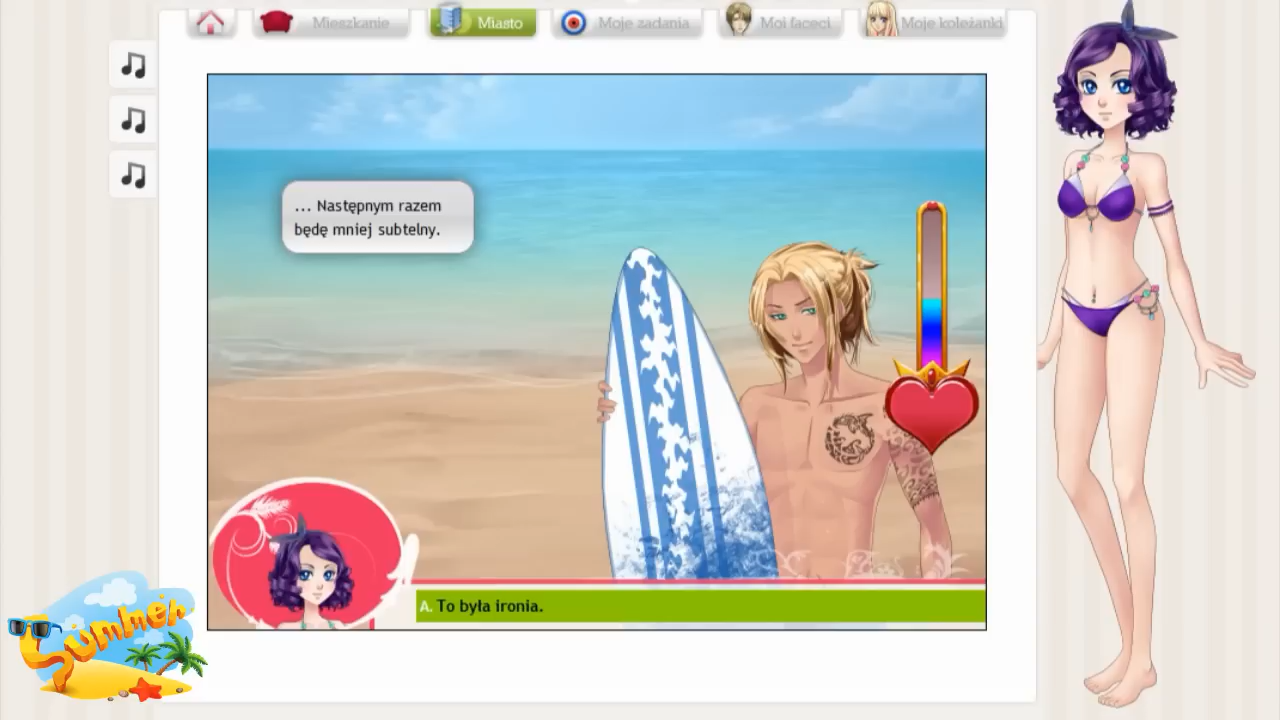 Mieszkanie
Miasto
Moje zadania
Moi faceci
Moje koleżanki
... Następnym razem
będę mniej subtelny.
A. To była ironia.
Summer